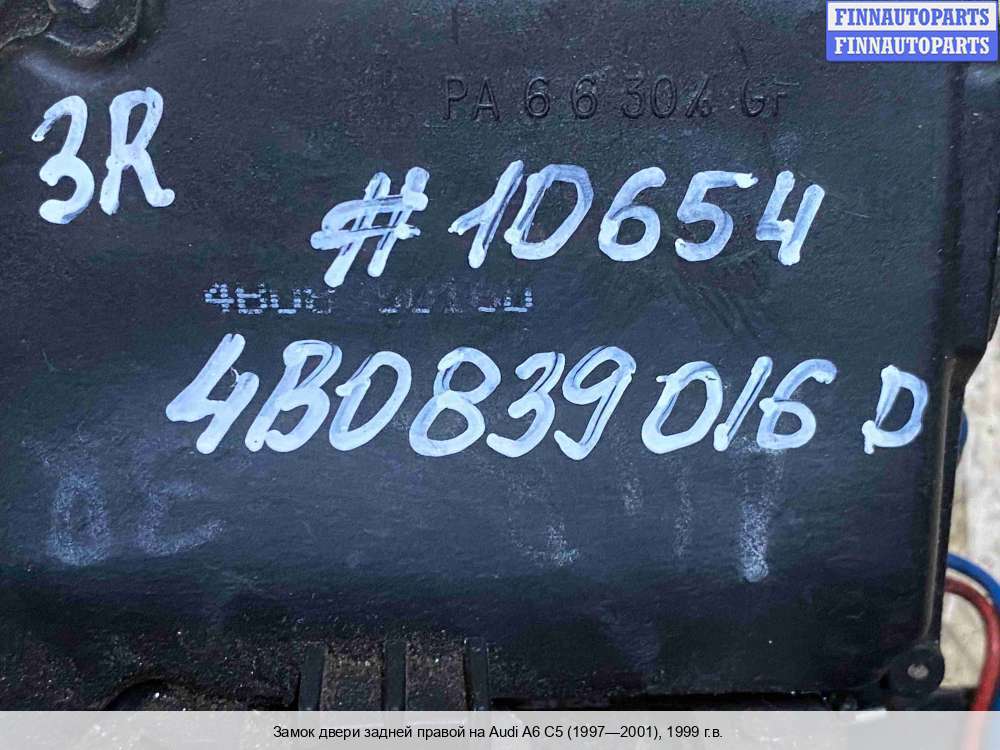 FINNAUTOPARTS
FINNAUTOPARTS
PA 6 6 30% GF
3R
#10654
4B0839016 D
Замок двери задней правой на Audi A6 C5 (1997—2001), 1999 г.в.